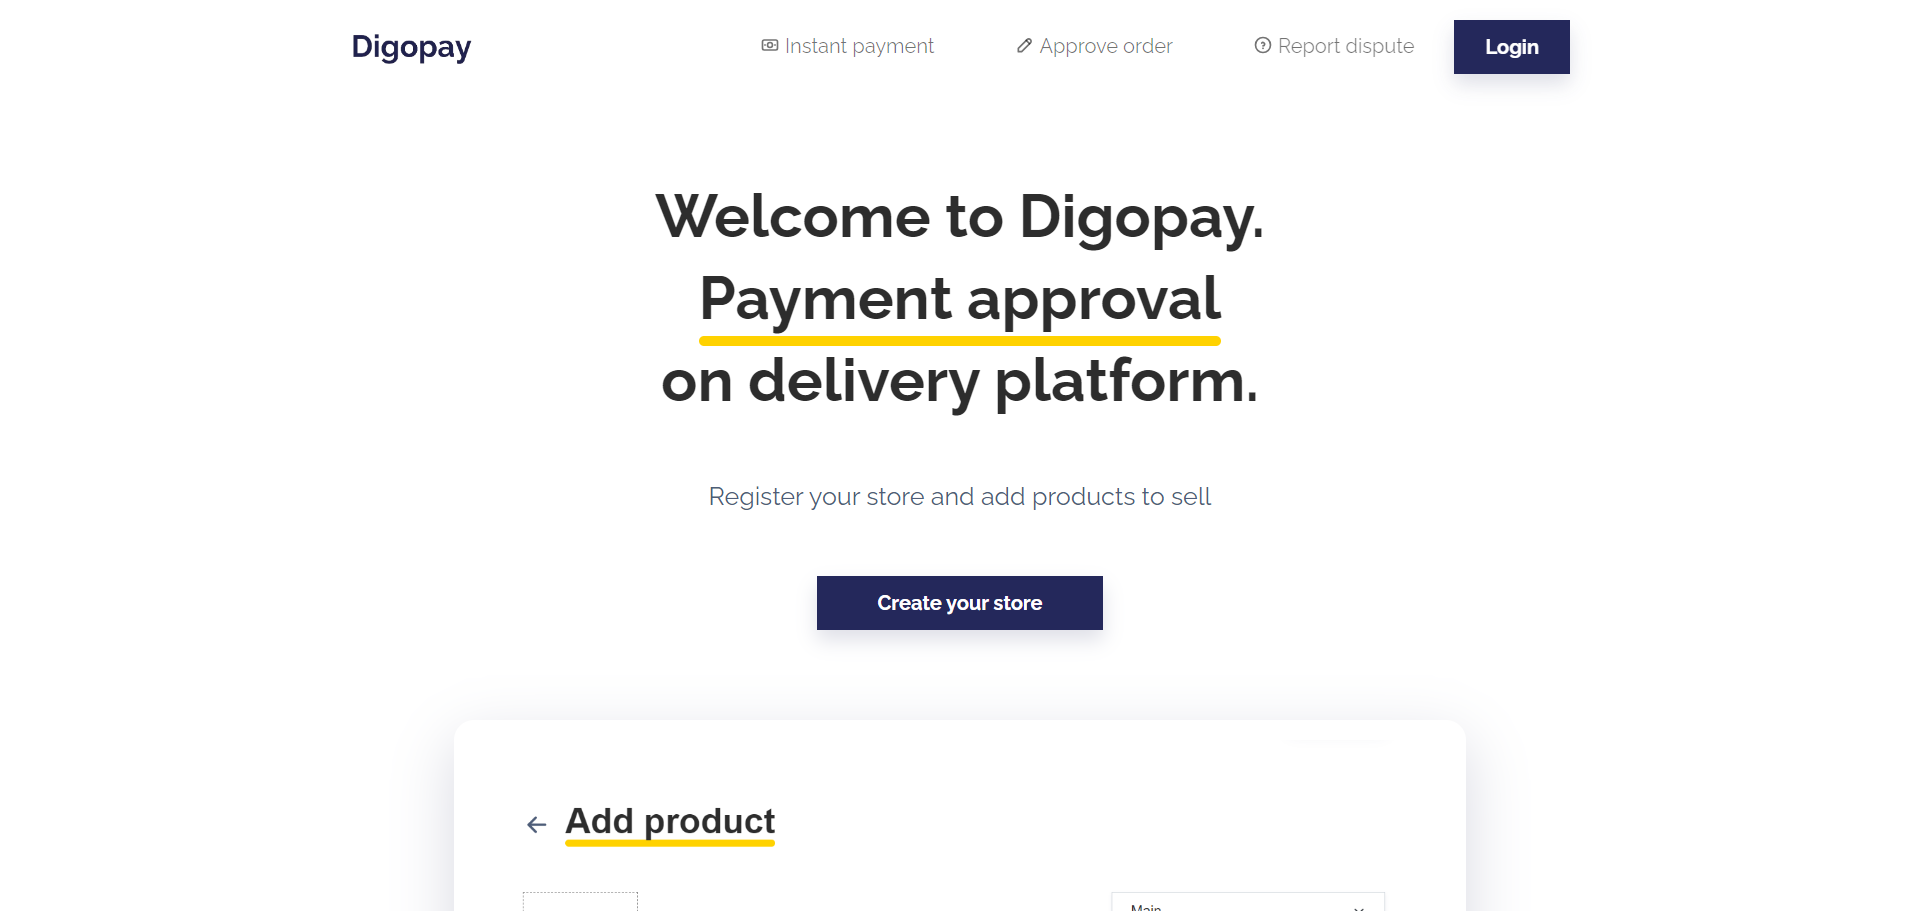 Digopay
Instant payment
Approve order
Report dispute
Login
Welcome to Digopay.
Payment approval
on delivery platform.
Register your store and add products to sell
Create your store
Add product
Main